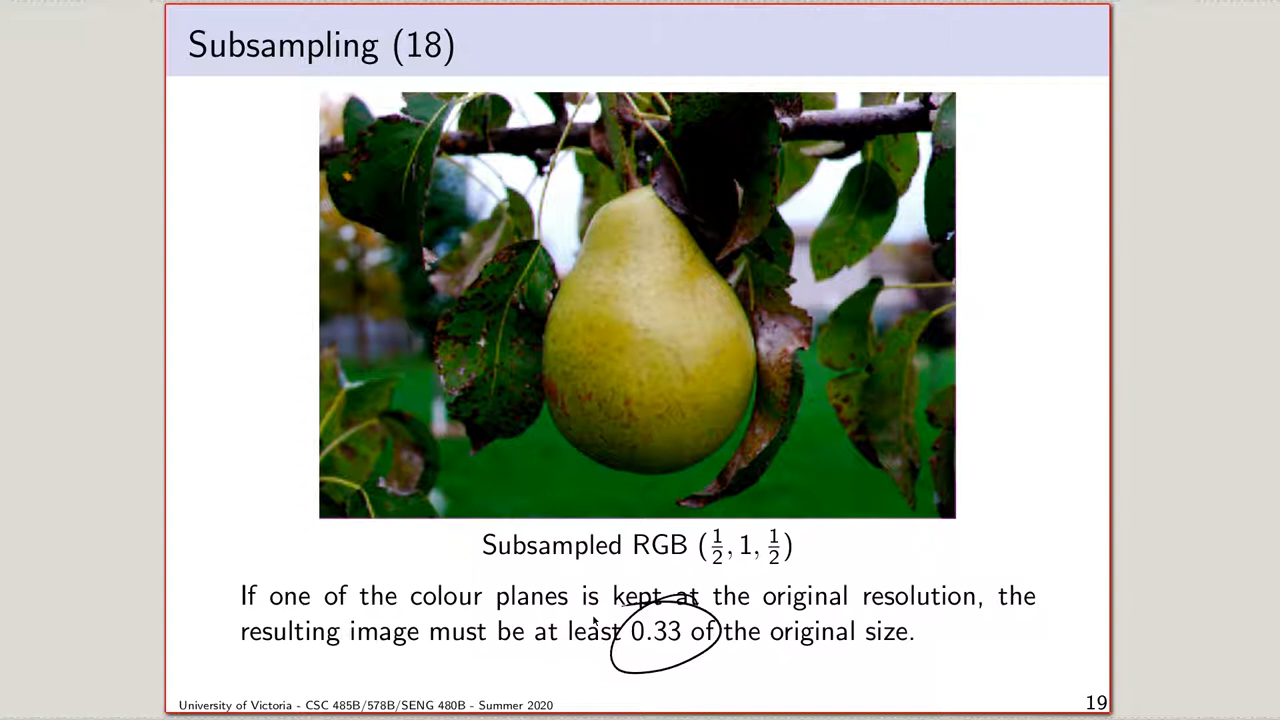 Subsampling (18)
Subsampled RGB (1/2, 1, 1/2)
If one of the colour planes is kept at the original resolution, the
resulting image must be at least 0.33 of the original size.
University of Victoria - CSC 485B/578B/SENG 480B - Summer 2020
19